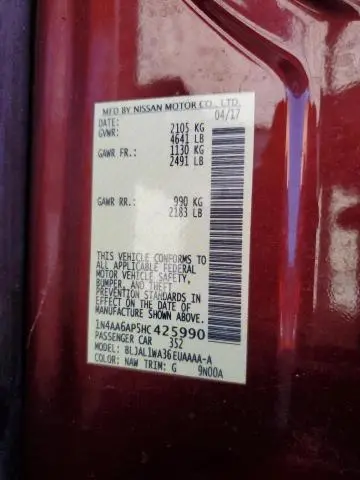 MFD BY NISSAN MOTOR CO., LTD.
DATE: 04/17
GVWR: 2105 KG
4641 LB
GAWR FR.: 1130 KG
2491 LB
GAWR RR.: 990 KG
2183 LB
THIS VEHICLE CONFORMS TO
ALL APPLICABLE FEDERAL
MOTOR VEHICLE SAFETY,
BUMPER, AND THEFT
PREVENTION STANDARDS IN
EFFECT ON THE DATE OF
MANUFACTURE SHOWN ABOVE.
1N4AA6AP5HC425990
PASSENGER CAR 352
MODEL: BLJALIWA36EUAAAA-A
COLOR: NAW TRIM: G 9N00A